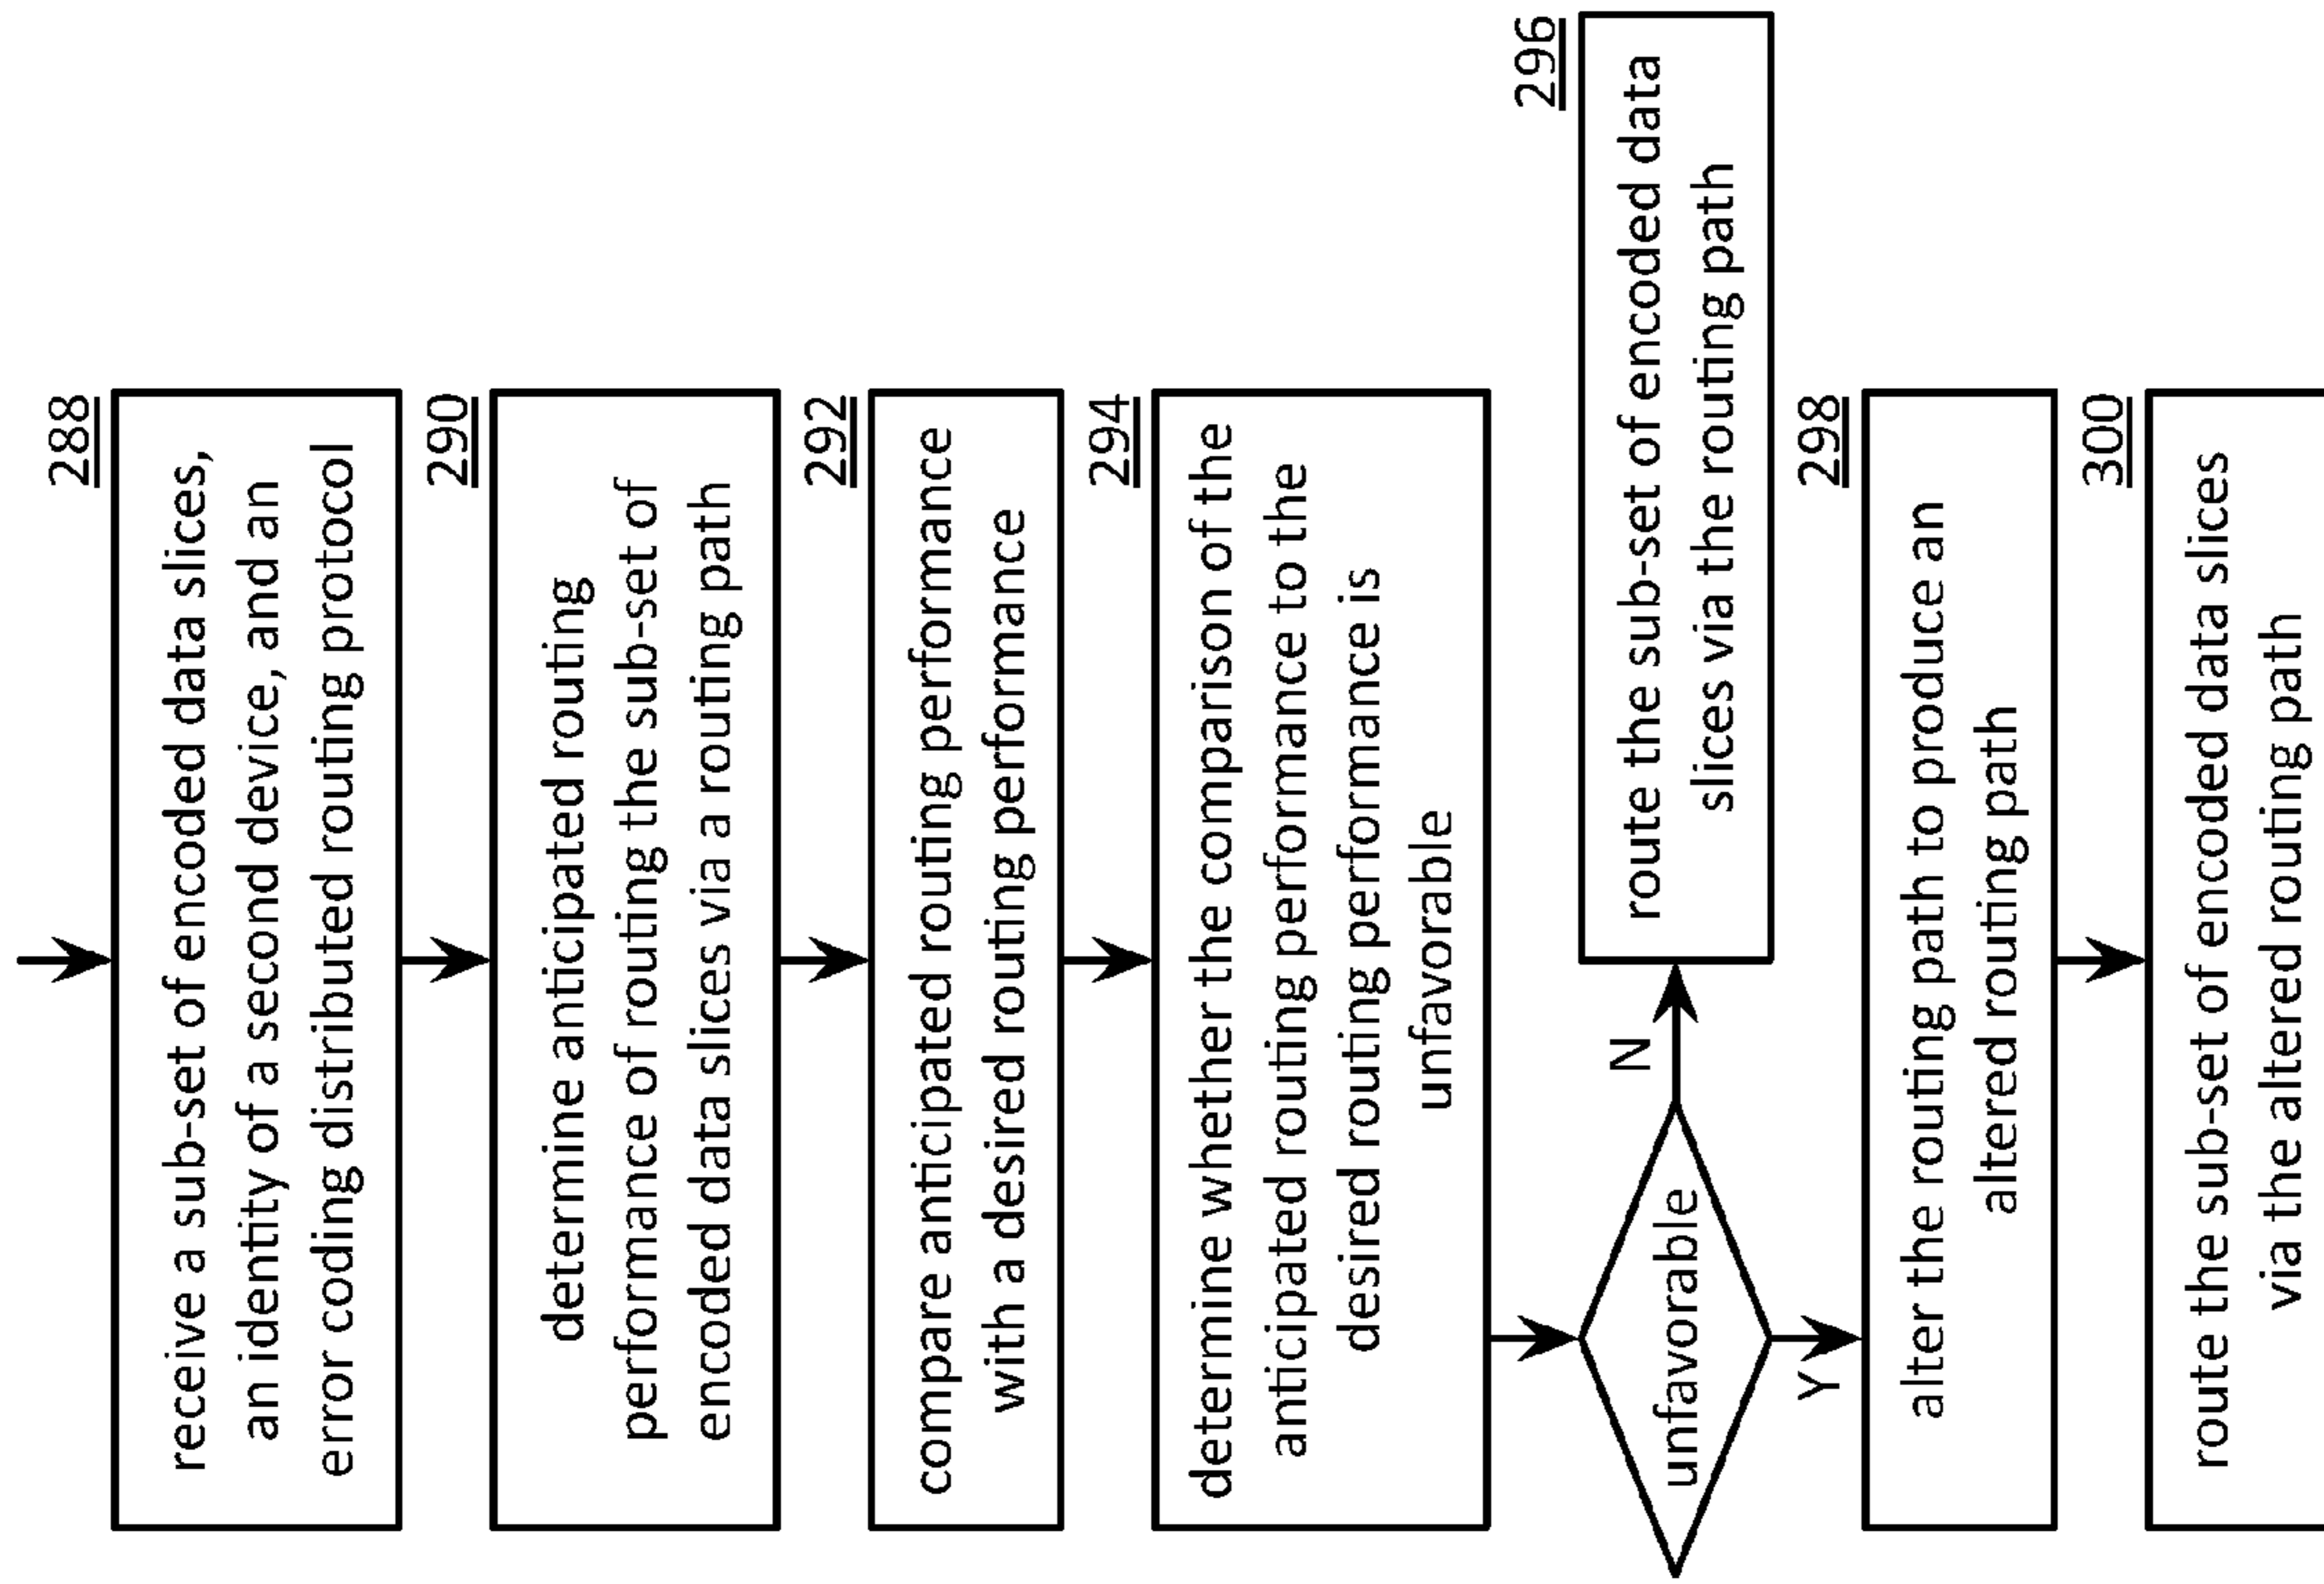 288
receive a sub-set of encoded data slices,
an identity of a second device, and an
error coding distributed routing protocol
290
determine anticipated routing
performance of routing the sub-set of
encoded data slices via a routing path
292
compare anticipated routing performance
with a desired routing performance
294
determine whether the comparison of the
anticipated routing performance to the
desired routing performance is
unfavorable
unfavorable
N
296
route the sub-set of encoded data
slices via the routing path
Y
298
alter the routing path to produce an
altered routing path
300
route the sub-set of encoded data slices
via the altered routing path